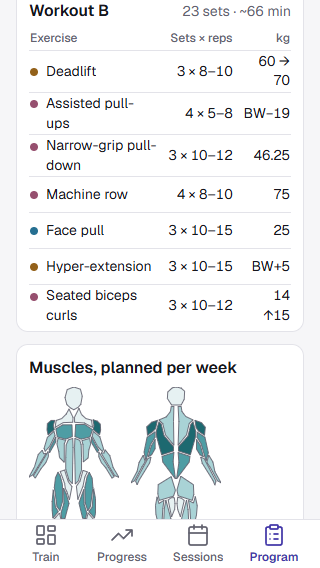 Workout B 23 sets · ~66 min
Exercise Sets × reps kg
Deadlift 3 × 8–10 60 →
70
Assisted pull-
ups 4 × 5–8 BW−19
Narrow-grip pull-
down 3 × 10–12 46.25
Machine row 4 × 8–10 75
Face pull 3 × 10–15 25
Hyper-extension 3 × 10–15 BW+5
Seated biceps
curls 3 × 10–12 14
↑15
Muscles, planned per week
Train Progress Sessions Program